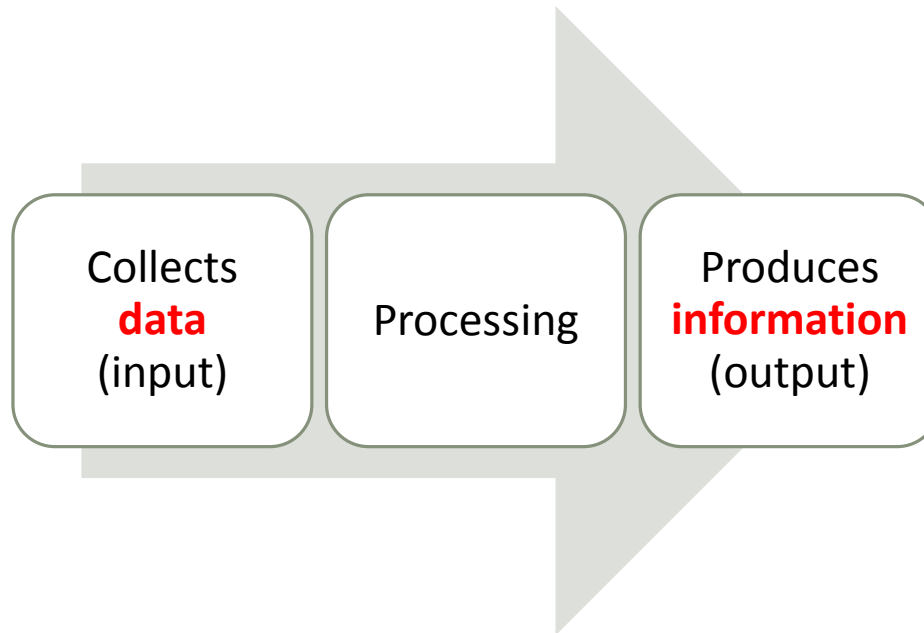 Collects
data
(input)
Processing
Produces
information
(output)